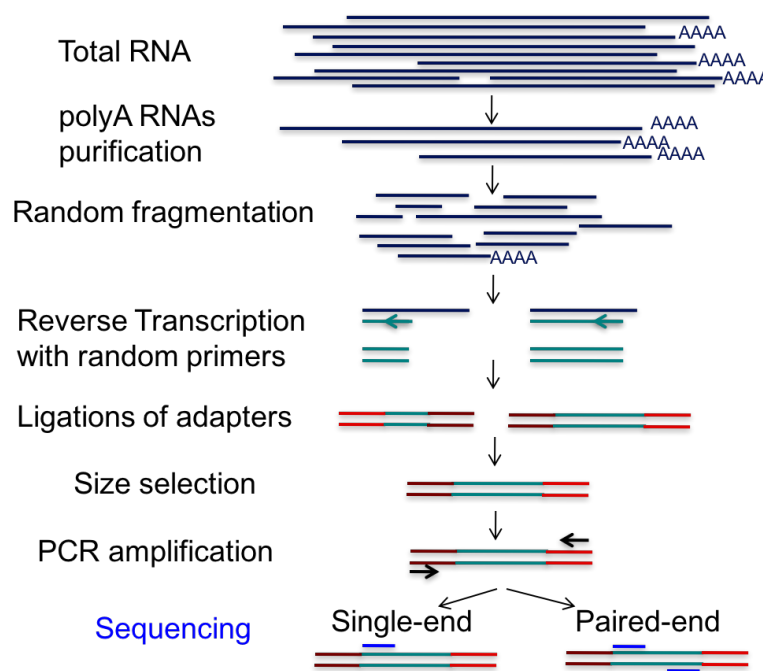 Total RNA
AAAA
AAAA
AAAA
polyA RNAs
purification
AAAA
AAAA
AAAA
Random fragmentation
AAAA
Reverse Transcription
with random primers
Ligations of adapters
Size selection
PCR amplification
Sequencing
Single-end
Paired-end